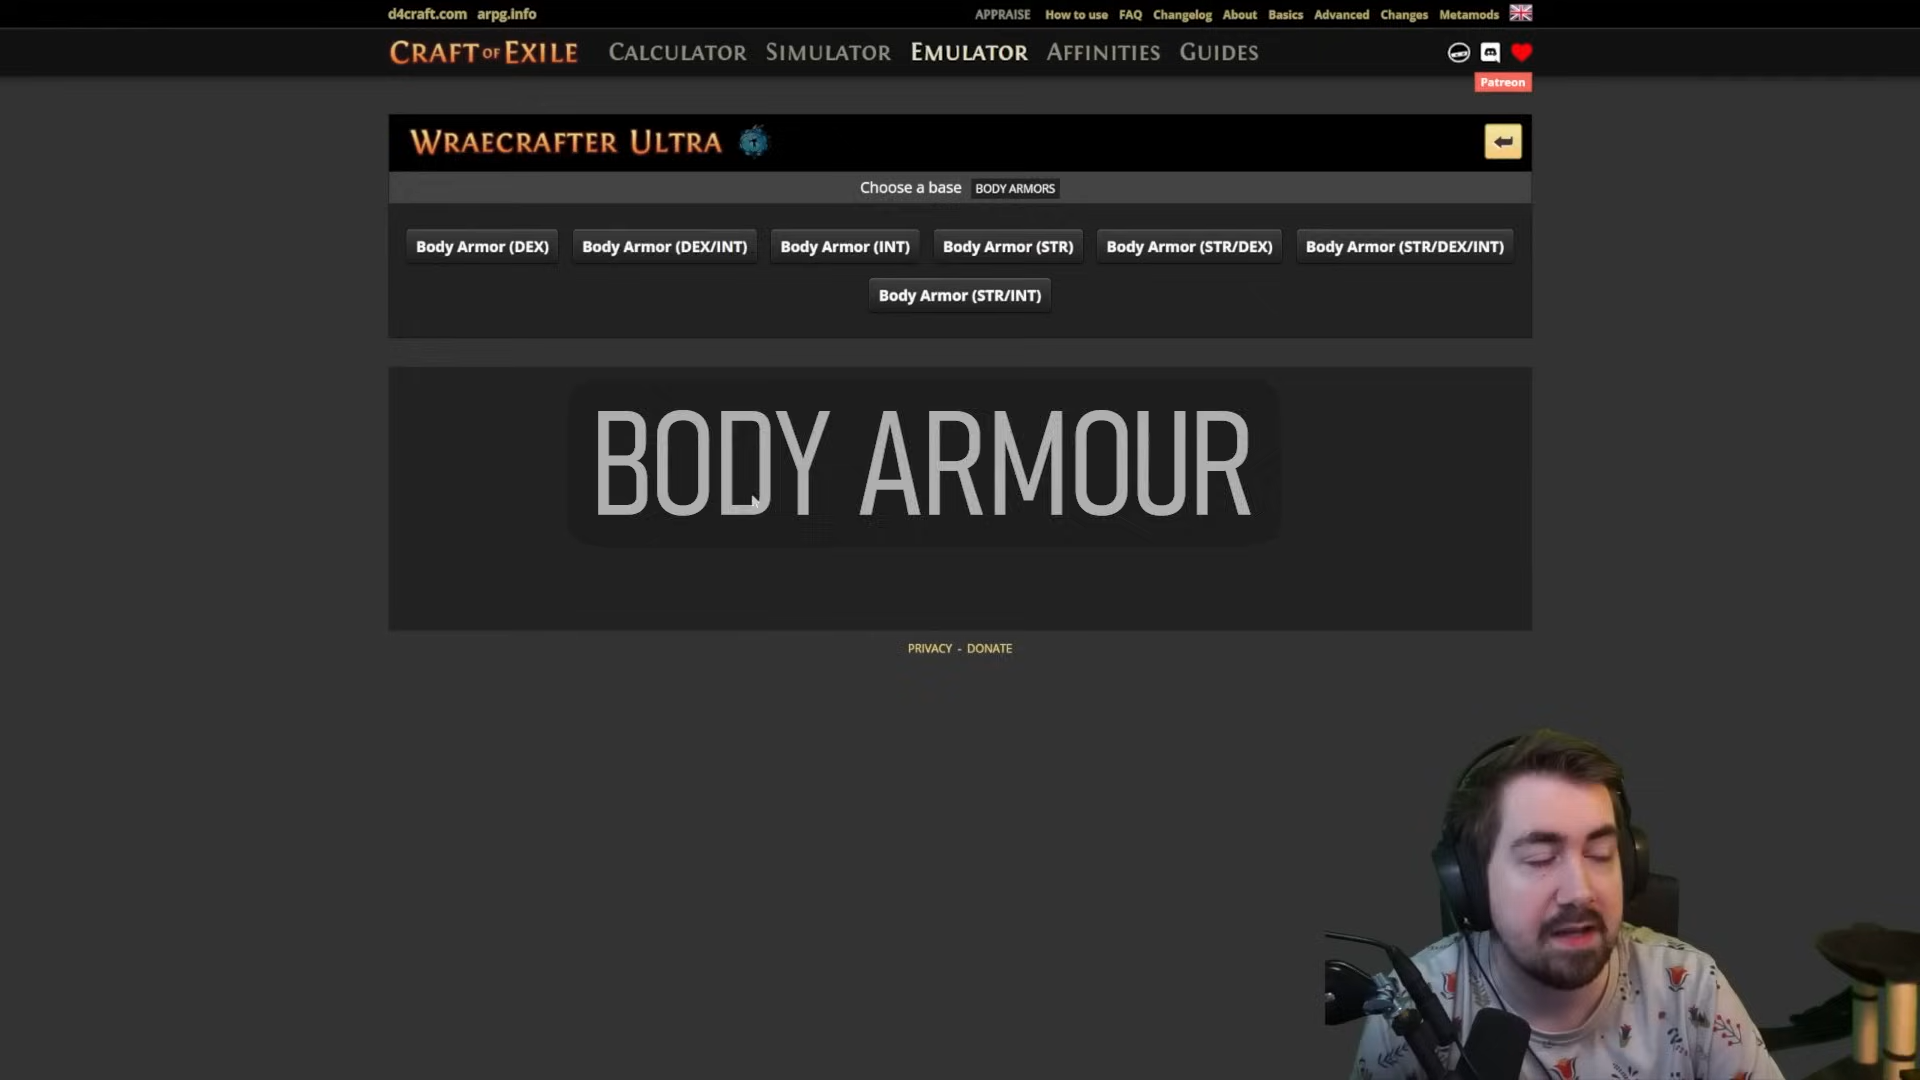 d4craft.com arpg.info APPRAISE How to use FAQ Changelog About Basics Advanced Changes Metamods
CRAFT OF EXILE CALCULATOR SIMULATOR EMULATOR AFFINITIES GUIDES
Patreon
WRAECRAFTER ULTRA
Choose a base BODY ARMORS
Body Armor (DEX) Body Armor (DEX/INT) Body Armor (INT) Body Armor (STR) Body Armor (STR/DEX) Body Armor (STR/DEX/INT)
Body Armor (STR/INT)
BODY ARMOUR
PRIVACY - DONATE